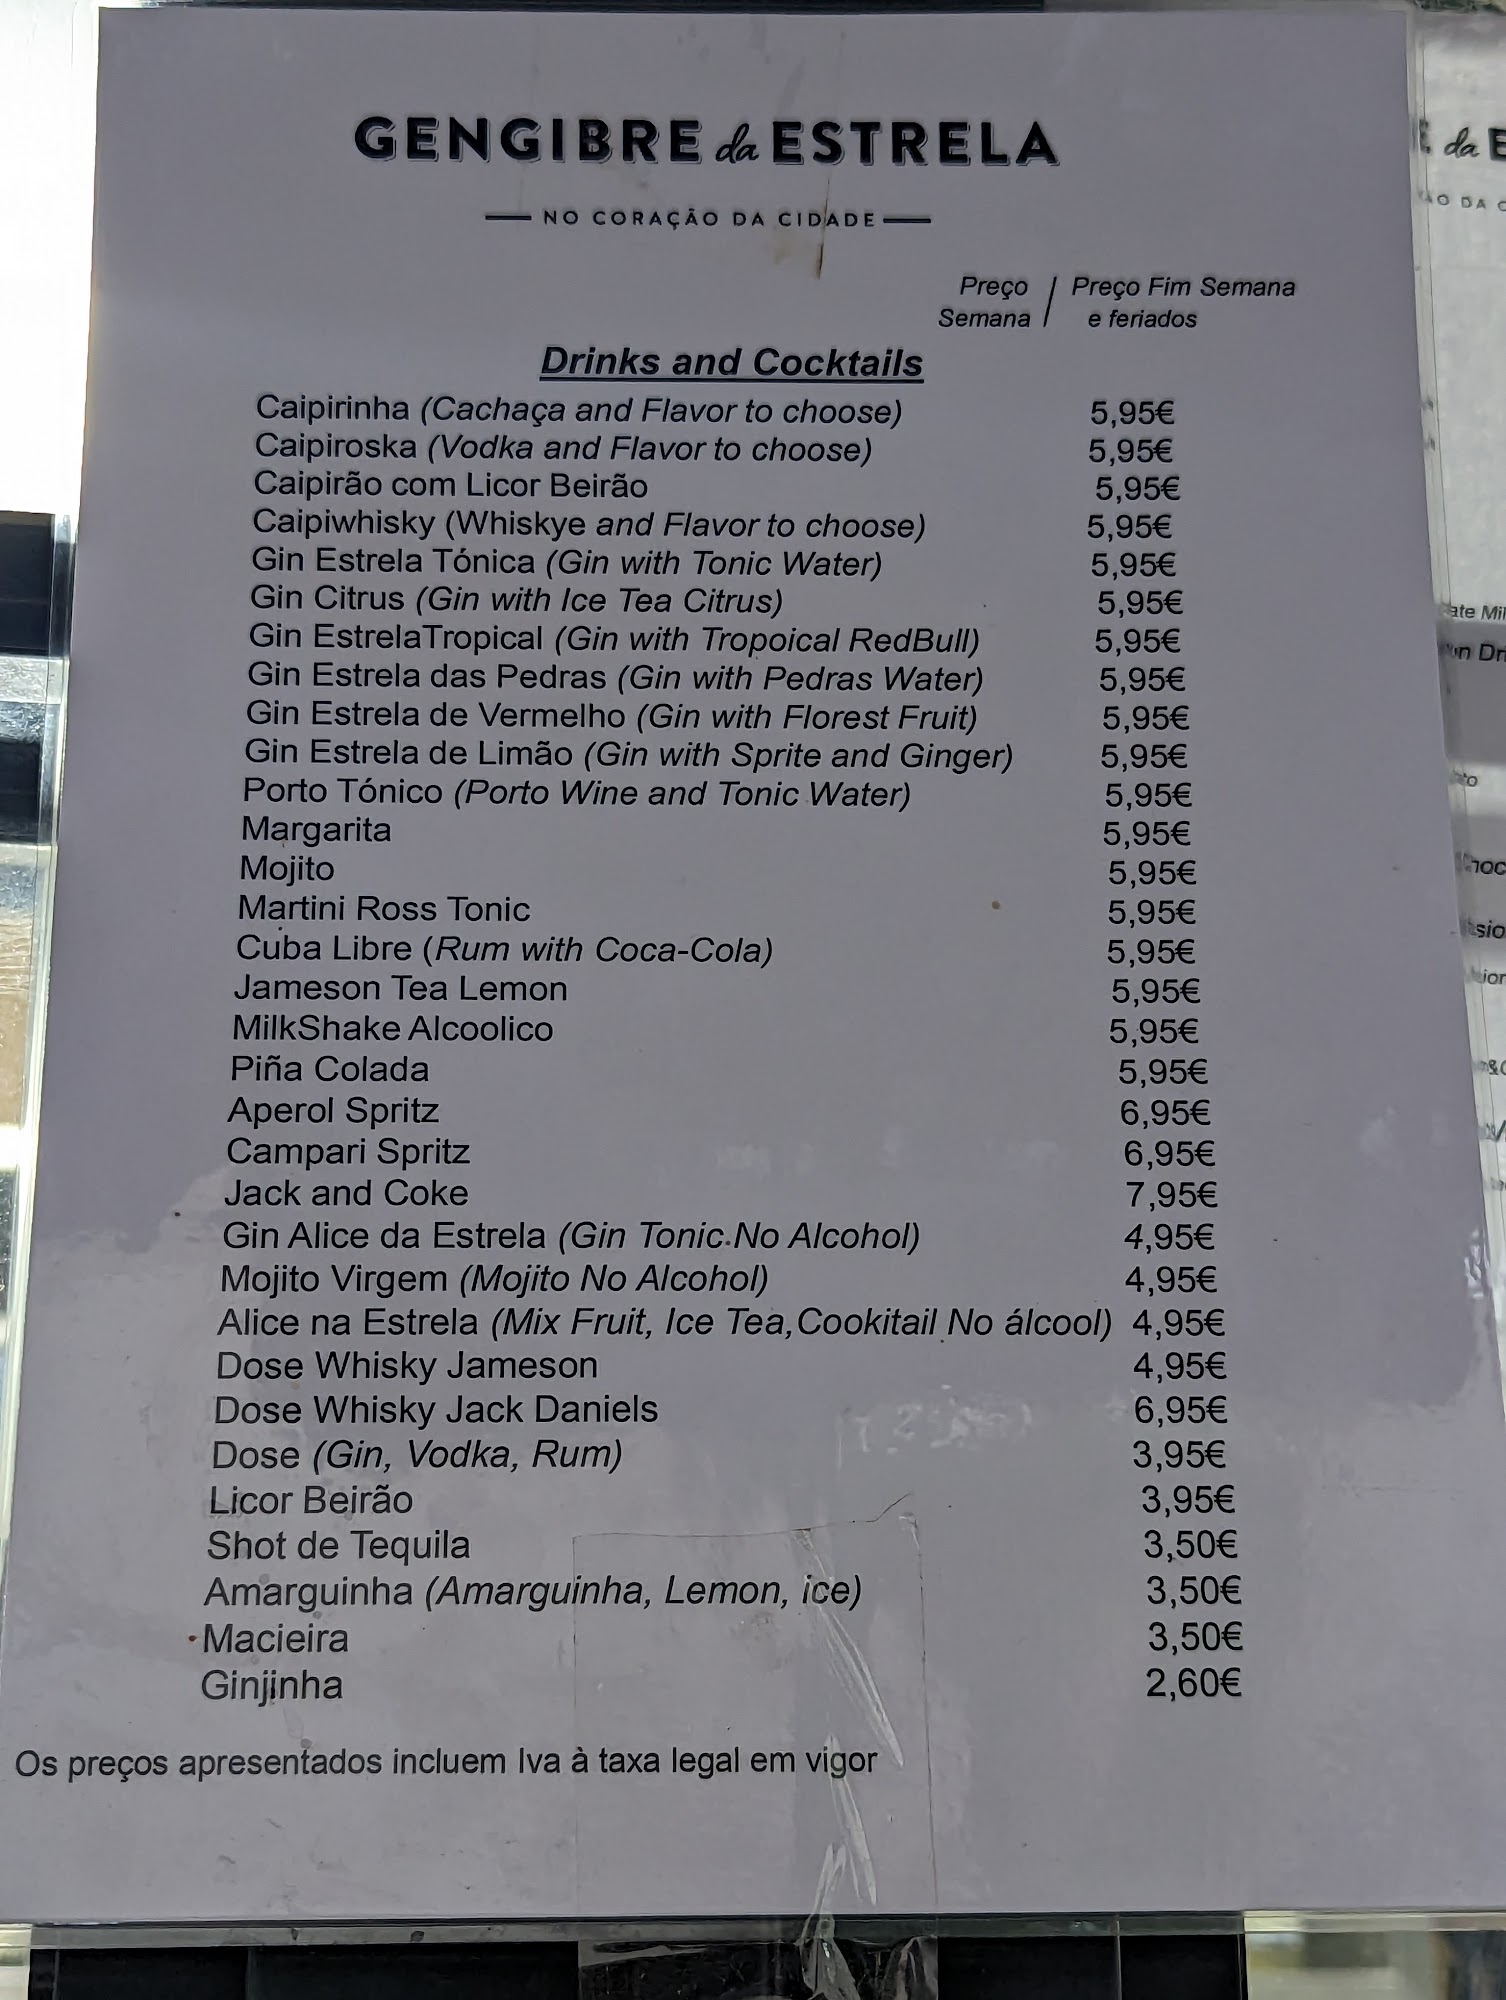 GENGIBRE da ESTRELA
NO CORAÇÃO DA CIDADE
Preço Semana / Preço Fim Semana e feriados
Drinks and Cocktails
Caipirinha (Cachaça and Flavor to choose) 5,95€
Caipiroska (Vodka and Flavor to choose) 5,95€
Caipirão com Licor Beirão 5,95€
Caipiwhisky (Whiskye and Flavor to choose) 5,95€
Gin Estrela Tónica (Gin with Tonic Water) 5,95€
Gin Citrus (Gin with Ice Tea Citrus) 5,95€
Gin EstrelaTropical (Gin with Tropoical RedBull) 5,95€
Gin Estrela das Pedras (Gin with Pedras Water) 5,95€
Gin Estrela de Vermelho (Gin with Florest Fruit) 5,95€
Gin Estrela de Limão (Gin with Sprite and Ginger) 5,95€
Porto Tónico (Porto Wine and Tonic Water) 5,95€
Margarita 5,95€
Mojito 5,95€
Martini Ross Tonic 5,95€
Cuba Libre (Rum with Coca-Cola) 5,95€
Jameson Tea Lemon 5,95€
MilkShake Alcoolico 5,95€
Piña Colada 5,95€
Aperol Spritz 6,95€
Campari Spritz 6,95€
Jack and Coke 7,95€
Gin Alice da Estrela (Gin Tonic.No Alcohol) 4,95€
Mojito Virgem (Mojito No Alcohol) 4,95€
Alice na Estrela (Mix Fruit, Ice Tea,Cookitail No álcool) 4,95€
Dose Whisky Jameson 4,95€
Dose Whisky Jack Daniels 6,95€
Dose (Gin, Vodka, Rum) 3,95€
Licor Beirão 3,95€
Shot de Tequila 3,50€
Amarguinha (Amarguinha, Lemon, ice) 3,50€
Macieira 3,50€
Ginjinha 2,60€
Os preços apresentados incluem Iva à taxa legal em vigor
da
DA